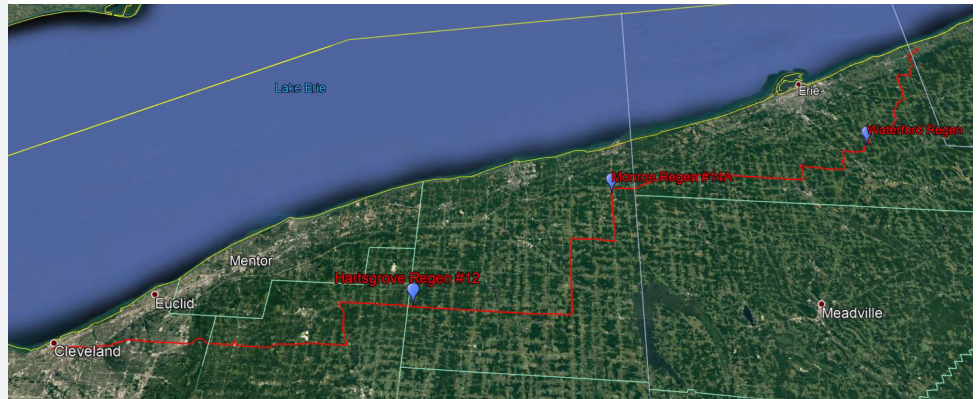 Lake Erie
Erie
Waterford Regen
Monroe Regen #14A
Mentor
Hartsgrove Regen #12
Euclid
Meadville
Cleveland